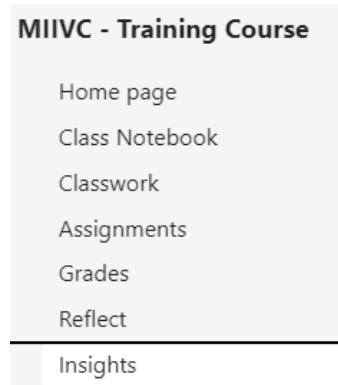 MIIVC - Training Course
Home page
Class Notebook
Classwork
Assignments
Grades
Reflect
Insights